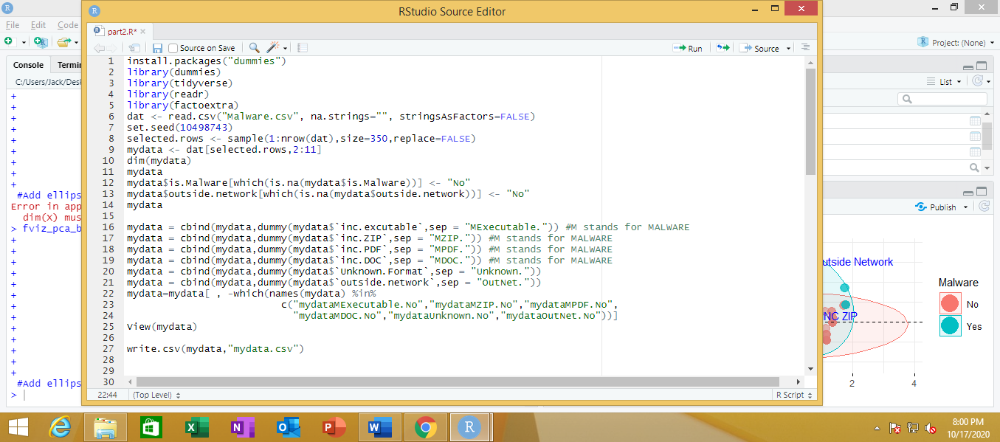 RStudio Source Editor
File Edit Code
Project: (None)
part2.R*
Source on Save
Run
Source
Console
C:/Users/Jack/Desk
List
1 install.packages("dummies")
2 library(dummies)
3 library(tidyverse)
4 library(readr)
5 library(factoextra)
6 dat <- read.csv("Malware.csv", na.strings="", stringsAsFactors=FALSE)
7 set.seed(10498743)
8 selected.rows <- sample(1:nrow(dat),size=350,replace=FALSE)
9 mydata <- dat[selected.rows,2:11]
10 dim(mydata)
11 mydata
12 mydata$is.Malware[which(is.na(mydata$is.Malware))] <- "No"
13 mydata$outside.network[which(is.na(mydata$outside.network))] <- "No"
14 mydata
15
16 mydata = cbind(mydata,dummy(mydata$`inc.excutable`,sep = "MExecutable.")) #M stands for MALWARE
17 mydata = cbind(mydata,dummy(mydata$`inc.ZIP`,sep = "MZIP.")) #M stands for MALWARE
18 mydata = cbind(mydata,dummy(mydata$`inc.PDF`,sep = "MPDF.")) #M stands for MALWARE
19 mydata = cbind(mydata,dummy(mydata$`inc.DOC`,sep = "MDOC.")) #M stands for MALWARE
20 mydata = cbind(mydata,dummy(mydata$`Unknown.Format`,sep = "Unknown."))
21 mydata = cbind(mydata,dummy(mydata$`outside.network`,sep = "OutNet."))
22 mydata=mydata[ , -which(names(mydata) %in%
23 c("mydataMExecutable.No","mydataMZIP.No","mydataMPDF.No",
24 "mydataMDOC.No","mydataUnknown.No","mydataOutNet.No"))]
25 View(mydata)
26
27 write.csv(mydata,"mydata.csv")
28
29
30
22:44 (Top Level)
R Script
+
+
+
+
+
+
+
+
+
#Add ellips
Error in app
dim(X) mus
> fviz_pca_b
+
+
+
+
+
+
+
+
+
+
+
+
+
#Add ellips
>
Publish
utside Network
NC ZIP
Malware
No
Yes
2 4
8:00 PM
10/17/2020